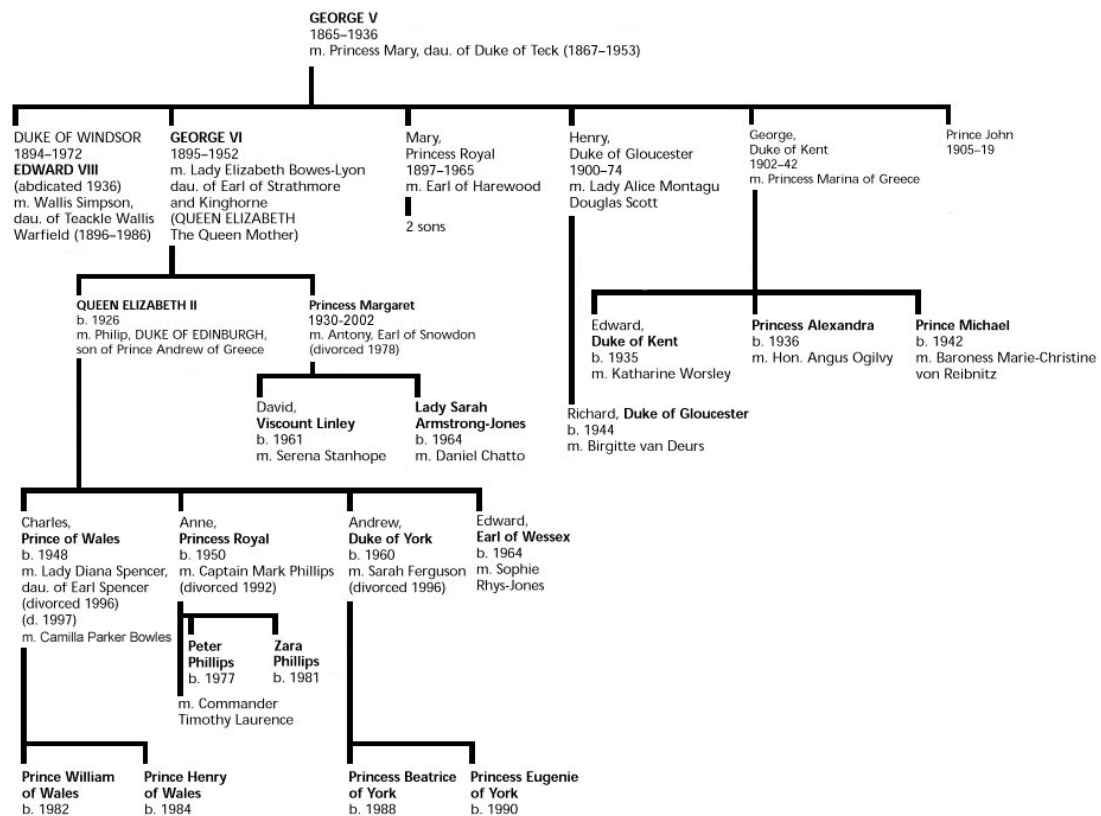 GEORGE V
1865–1936
m. Princess Mary, dau. of Duke of Teck (1867–1953)
DUKE OF WINDSOR
1894–1972
EDWARD VIII
(abdicated 1936)
m. Wallis Simpson,
dau. of Teackle Wallis
Warfield (1896–1986)
GEORGE VI
1895–1952
m. Lady Elizabeth Bowes-Lyon
dau. of Earl of Strathmore
and Kinghorne
(QUEEN ELIZABETH
The Queen Mother)
Mary,
Princess Royal
1897–1965
m. Earl of Harewood
2 sons
Henry,
Duke of Gloucester
1900–74
m. Lady Alice Montagu
Douglas Scott
George,
Duke of Kent
1902–42
m. Princess Marina of Greece
Prince John
1905–19
QUEEN ELIZABETH II
b. 1926
m. Philip, DUKE OF EDINBURGH,
son of Prince Andrew of Greece
Princess Margaret
1930-2002
m. Antony, Earl of Snowdon
(divorced 1978)
Edward,
Duke of Kent
b. 1935
m. Katharine Worsley
Princess Alexandra
b. 1936
m. Hon. Angus Ogilvy
Prince Michael
b. 1942
m. Baroness Marie-Christine
von Reibnitz
David,
Viscount Linley
b. 1961
m. Serena Stanhope
Lady Sarah
Armstrong-Jones
b. 1964
m. Daniel Chatto
Richard, Duke of Gloucester
b. 1944
m. Birgitte van Deurs
Charles,
Prince of Wales
b. 1948
m. Lady Diana Spencer,
dau. of Earl Spencer
(divorced 1996)
(d. 1997)
m. Camilla Parker Bowles
Anne,
Princess Royal
b. 1950
m. Captain Mark Phillips
(divorced 1992)
Andrew,
Duke of York
b. 1960
m. Sarah Ferguson
(divorced 1996)
Edward,
Earl of Wessex
b. 1964
m. Sophie
Rhys-Jones
Peter
Phillips
b. 1977
Zara
Phillips
b. 1981
m. Commander
Timothy Laurence
Prince William
of Wales
b. 1982
Prince Henry
of Wales
b. 1984
Princess Beatrice
of York
b. 1988
Princess Eugenie
of York
b. 1990